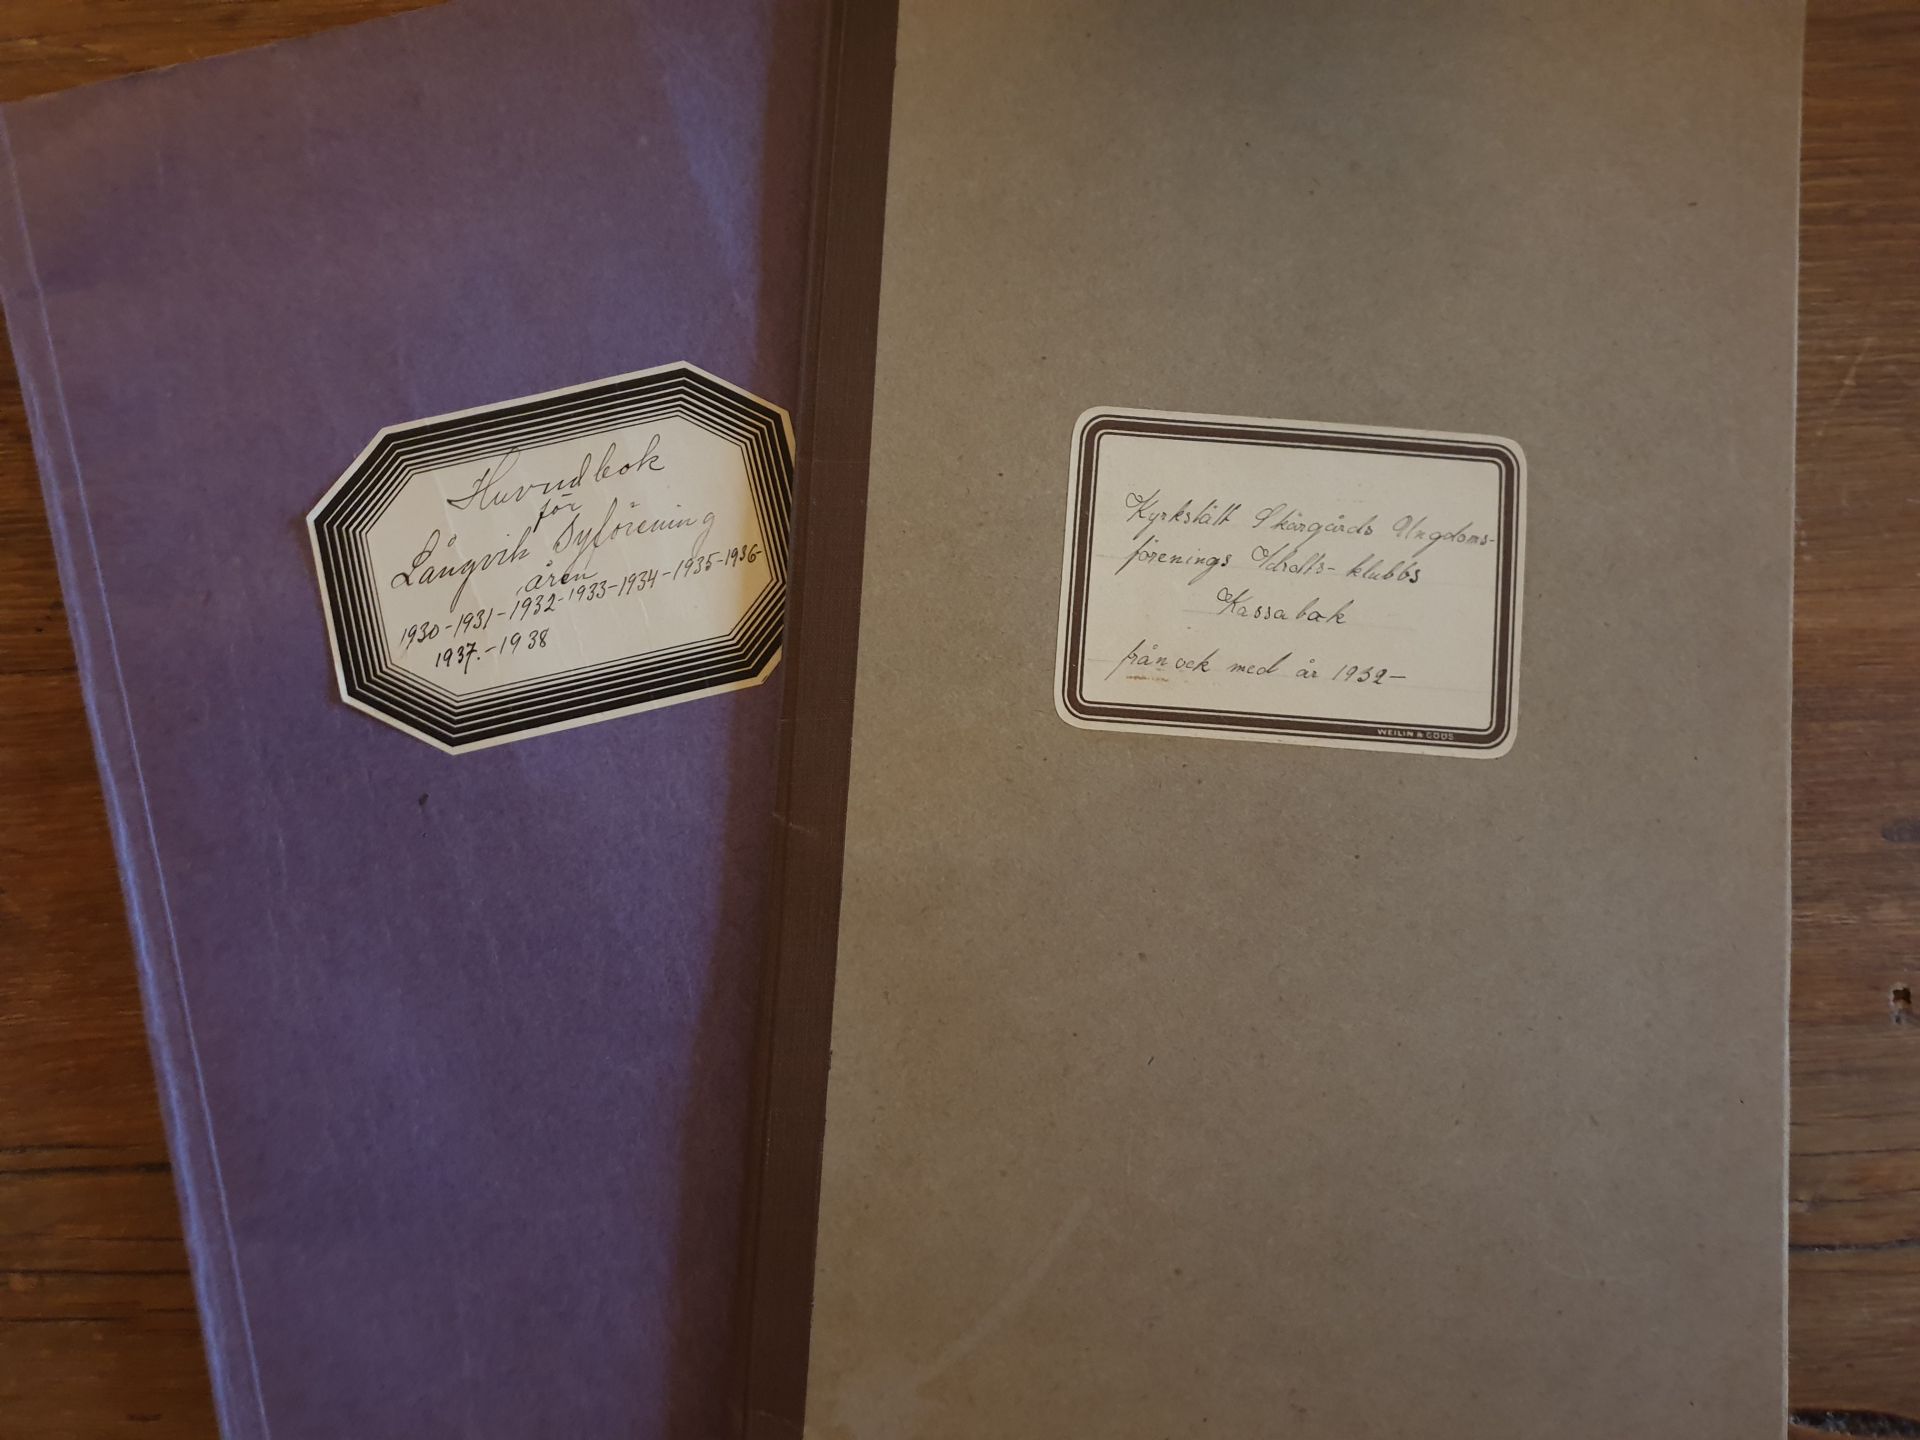 Huvudbok
för
Långvik Syförening
åren
1930-1931-1932-1933-1934-1935-1936-
1937.-1938
Kyrkslätt Skärgårds Ungdoms-
förenings Idrotts-klubbs
Kassabok
från ock med år 1932-
WEILIN & GÖÖS